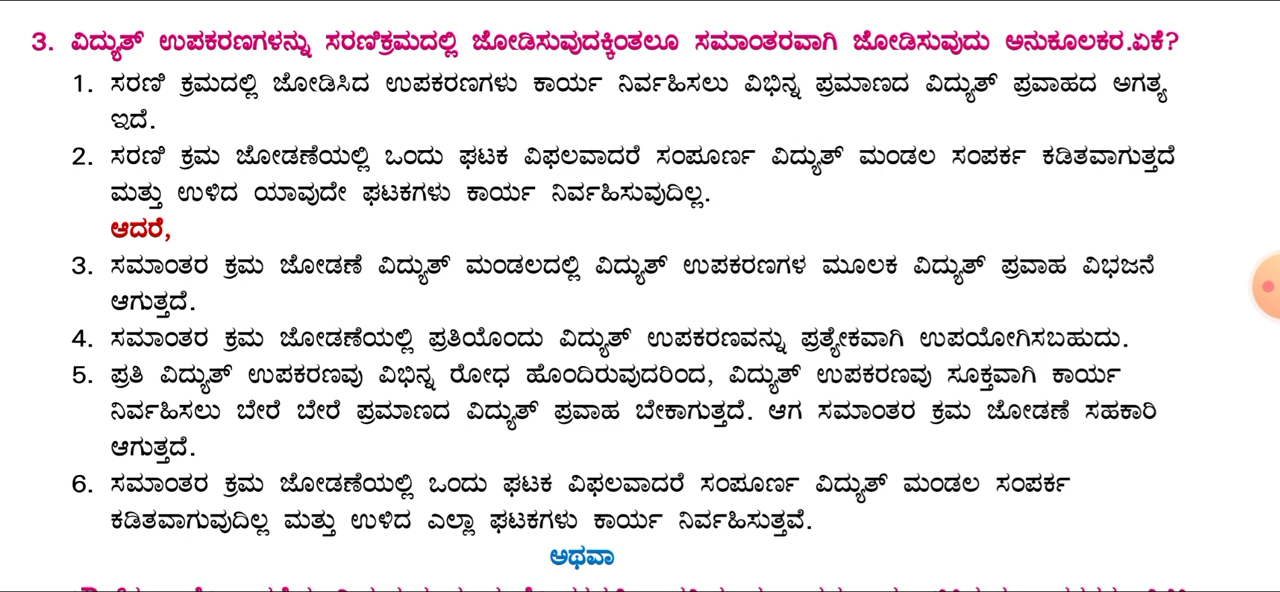 3. ವಿದ್ಯುತ್ ಉಪಕರಣಗಳನ್ನು ಸರಣಿಕ್ರಮದಲ್ಲಿ ಜೋಡಿಸುವುದಕ್ಕಿಂತಲೂ ಸಮಾಂತರವಾಗಿ ಜೋಡಿಸುವುದು ಅನುಕೂಲಕರ.ಏಕೆ?
1. ಸರಣಿ ಕ್ರಮದಲ್ಲಿ ಜೋಡಿಸಿದ ಉಪಕರಣಗಳು ಕಾರ್ಯ ನಿರ್ವಹಿಸಲು ವಿಭಿನ್ನ ಪ್ರಮಾಣದ ವಿದ್ಯುತ್ ಪ್ರವಾಹದ ಅಗತ್ಯ
ಇದೆ.
2. ಸರಣಿ ಕ್ರಮ ಜೋಡಣೆಯಲ್ಲಿ ಒಂದು ಘಟಕ ವಿಫಲವಾದರೆ ಸಂಪೂರ್ಣ ವಿದ್ಯುತ್ ಮಂಡಲ ಸಂಪರ್ಕ ಕಡಿತವಾಗುತ್ತದೆ
ಮತ್ತು ಉಳಿದ ಯಾವುದೇ ಘಟಕಗಳು ಕಾರ್ಯ ನಿರ್ವಹಿಸುವುದಿಲ್ಲ.
ಆದರೆ,
3. ಸಮಾಂತರ ಕ್ರಮ ಜೋಡಣೆ ವಿದ್ಯುತ್ ಮಂಡಲದಲ್ಲಿ ವಿದ್ಯುತ್ ಉಪಕರಣಗಳ ಮೂಲಕ ವಿದ್ಯುತ್ ಪ್ರವಾಹ ವಿಭಜನೆ
ಆಗುತ್ತದೆ.
4. ಸಮಾಂತರ ಕ್ರಮ ಜೋಡಣೆಯಲ್ಲಿ ಪ್ರತಿಯೊಂದು ವಿದ್ಯುತ್ ಉಪಕರಣವನ್ನು ಪ್ರತ್ಯೇಕವಾಗಿ ಉಪಯೋಗಿಸಬಹುದು.
5. ಪ್ರತಿ ವಿದ್ಯುತ್ ಉಪಕರಣವು ವಿಭಿನ್ನ ರೋಧ ಹೊಂದಿರುವುದರಿಂದ, ವಿದ್ಯುತ್ ಉಪಕರಣವು ಸೂಕ್ತವಾಗಿ ಕಾರ್ಯ
ನಿರ್ವಹಿಸಲು ಬೇರೆ ಬೇರೆ ಪ್ರಮಾಣದ ವಿದ್ಯುತ್ ಪ್ರವಾಹ ಬೇಕಾಗುತ್ತದೆ. ಆಗ ಸಮಾಂತರ ಕ್ರಮ ಜೋಡಣೆ ಸಹಕಾರಿ
ಆಗುತ್ತದೆ.
6. ಸಮಾಂತರ ಕ್ರಮ ಜೋಡಣೆಯಲ್ಲಿ ಒಂದು ಘಟಕ ವಿಫಲವಾದರೆ ಸಂಪೂರ್ಣ ವಿದ್ಯುತ್ ಮಂಡಲ ಸಂಪರ್ಕ
ಕಡಿತವಾಗುವುದಿಲ್ಲ ಮತ್ತು ಉಳಿದ ಎಲ್ಲಾ ಘಟಕಗಳು ಕಾರ್ಯ ನಿರ್ವಹಿಸುತ್ತವೆ.
ಅಥವಾ